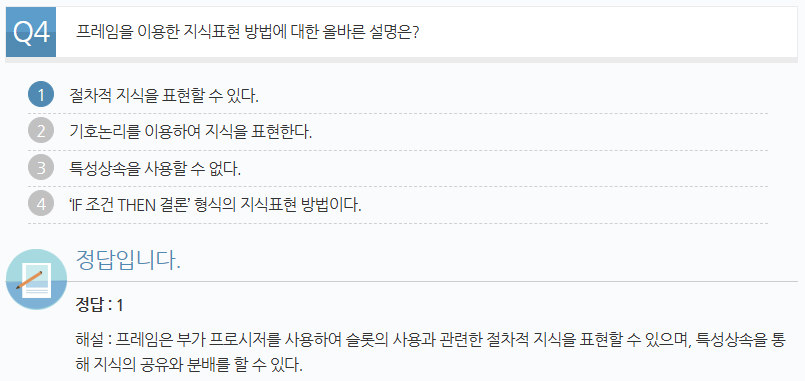 Q4 프레임을 이용한 지식표현 방법에 대한 올바른 설명은?
1 절차적 지식을 표현할 수 있다.
2 기호논리를 이용하여 지식을 표현한다.
3 특성상속을 사용할 수 없다.
4 ‘IF 조건 THEN 결론’ 형식의 지식표현 방법이다.
정답입니다.
정답 : 1
해설 : 프레임은 부가 프로시저를 사용하여 슬롯의 사용과 관련한 절차적 지식을 표현할 수 있으며, 특성상속을 통
해 지식의 공유와 분배를 할 수 있다.